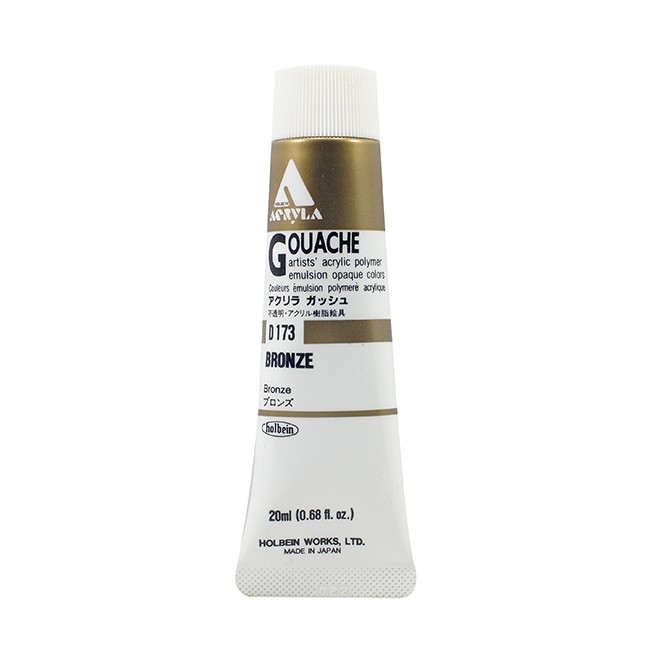 HOLBEIN
ACRYLA
GOUACHE
artists' acrylic polymer
emulsion opaque colors
Couleurs émulsion polymerè acrylique
アクリラ ガッシュ
不透明・アクリル樹脂絵具
D173
BRONZE
Bronze
ブロンズ
holbein
20ml (0.68 fl. oz.)
HOLBEIN WORKS, LTD.
MADE IN JAPAN